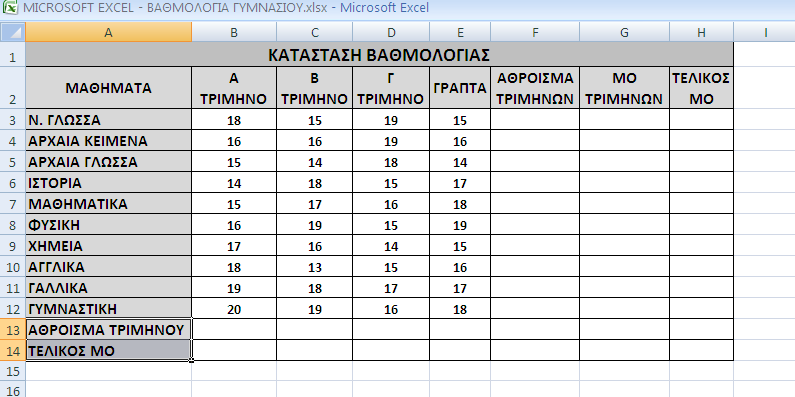 MICROSOFT EXCEL - ΒΑΘΜΟΛΟΓΙΑ ΓΥΜΝΑΣΙΟΥ.xlsx - Microsoft Excel
A B C D E F G H I
1 ΚΑΤΑΣΤΑΣΗ ΒΑΘΜΟΛΟΓΙΑΣ
2 ΜΑΘΗΜΑΤΑ Α ΤΡΙΜΗΝΟ Β ΤΡΙΜΗΝΟ Γ ΤΡΙΜΗΝΟ ΓΡΑΠΤΑ ΑΘΡΟΙΣΜΑ ΤΡΙΜΗΝΩΝ ΜΟ ΤΡΙΜΗΝΩΝ ΤΕΛΙΚΟΣ ΜΟ
3 Ν. ΓΛΩΣΣΑ 18 15 19 15
4 ΑΡΧΑΙΑ ΚΕΙΜΕΝΑ 16 16 19 16
5 ΑΡΧΑΙΑ ΓΛΩΣΣΑ 15 14 18 14
6 ΙΣΤΟΡΙΑ 14 18 15 17
7 ΜΑΘΗΜΑΤΙΚΑ 15 17 16 18
8 ΦΥΣΙΚΗ 16 19 15 19
9 ΧΗΜΕΙΑ 17 16 14 15
10 ΑΓΓΛΙΚΑ 18 13 15 16
11 ΓΑΛΛΙΚΑ 19 18 17 17
12 ΓΥΜΝΑΣΤΙΚΗ 20 19 16 18
13 ΑΘΡΟΙΣΜΑ ΤΡΙΜΗΝΟΥ
14 ΤΕΛΙΚΟΣ ΜΟ
15
16